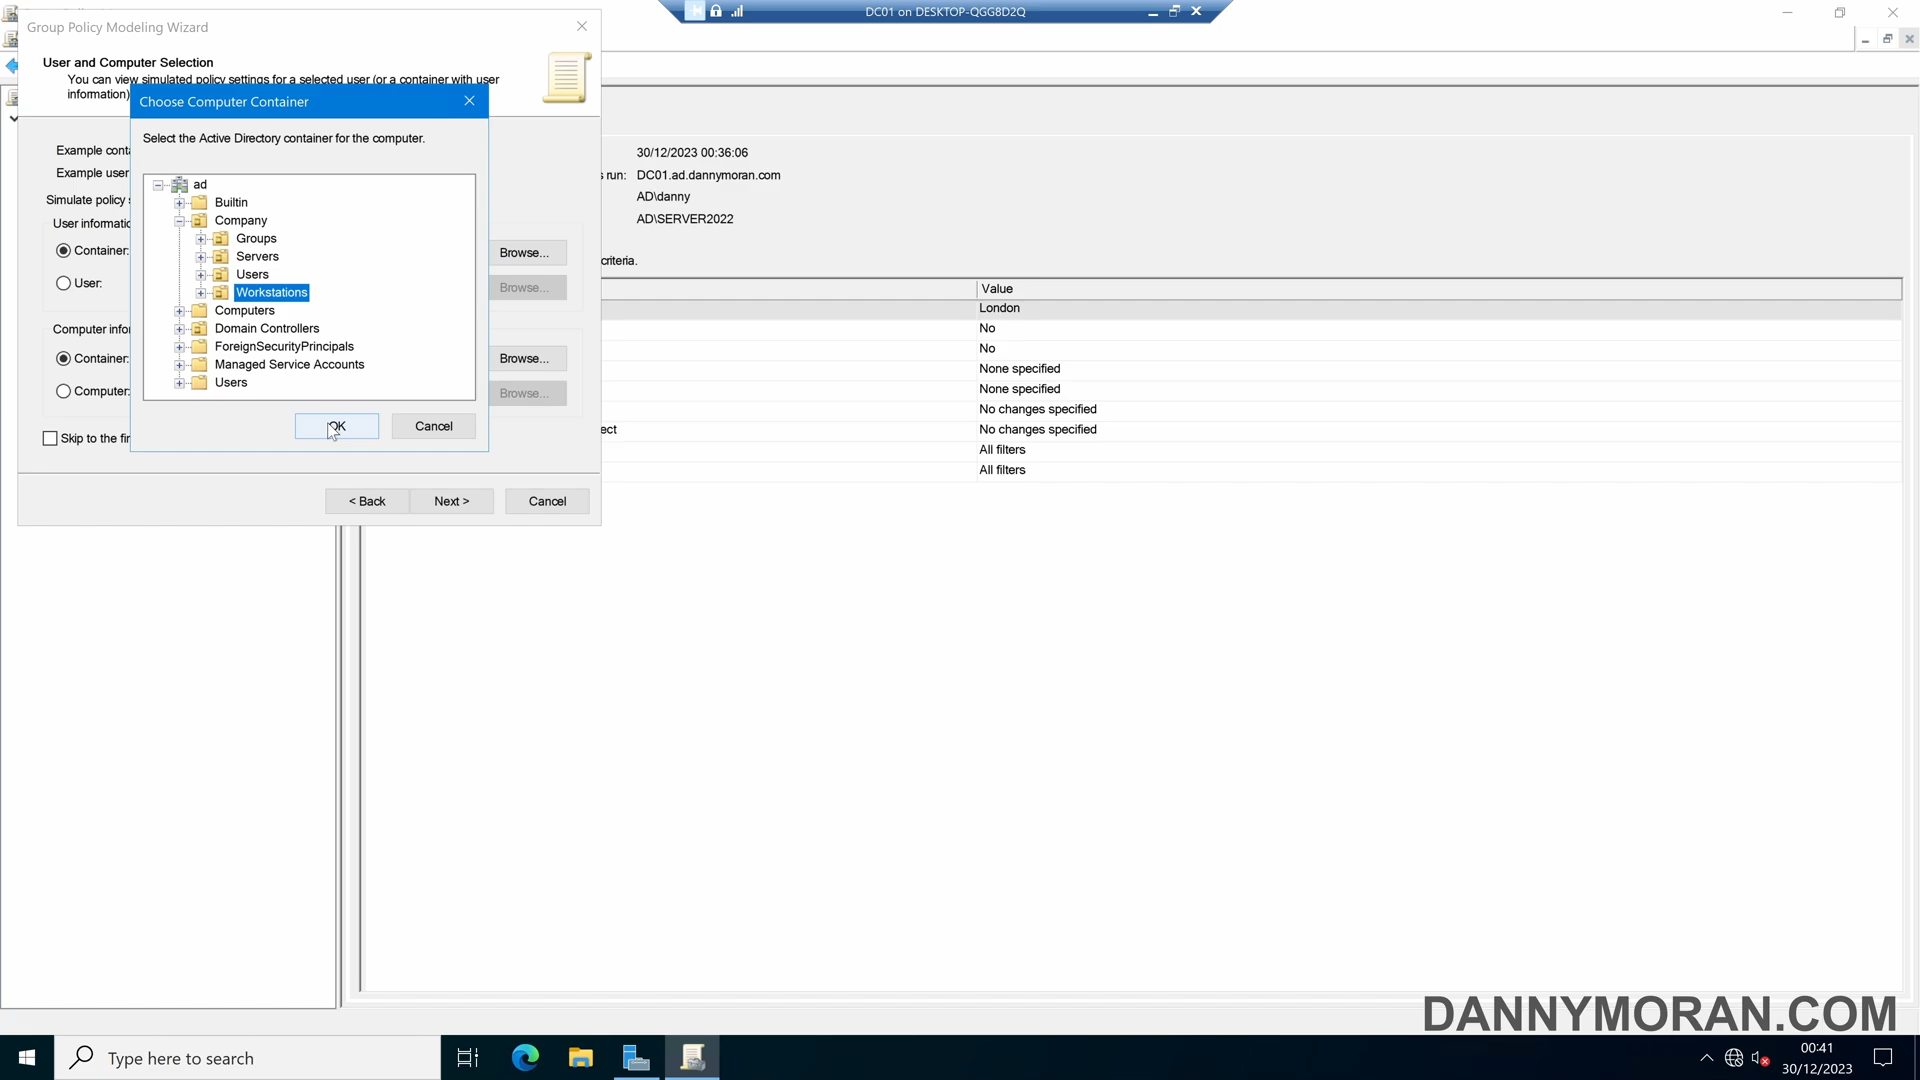 DC01 on DESKTOP-QGG8D2Q
Group Policy Modeling Wizard
User and Computer Selection
You can view simulated policy settings for a selected user (or a container with user
information)
Choose Computer Container
Select the Active Directory container for the computer.
Example conta
Example user
Simulate policy s
User informatio
Container:
Browse...
User:
Browse...
Computer infor
Container:
Browse...
Computer:
Browse...
Skip to the fin
ad
Builtin
Company
Groups
Servers
Users
Workstations
Computers
Domain Controllers
ForeignSecurityPrincipals
Managed Service Accounts
Users
OK
Cancel
< Back
Next >
Cancel
30/12/2023 00:36:06
s run: DC01.ad.dannymoran.com
AD\danny
AD\SERVER2022
criteria.
Value
London
No
No
None specified
None specified
No changes specified
ect No changes specified
All filters
All filters
DANNYMORAN.COM
Type here to search
00:41
30/12/2023